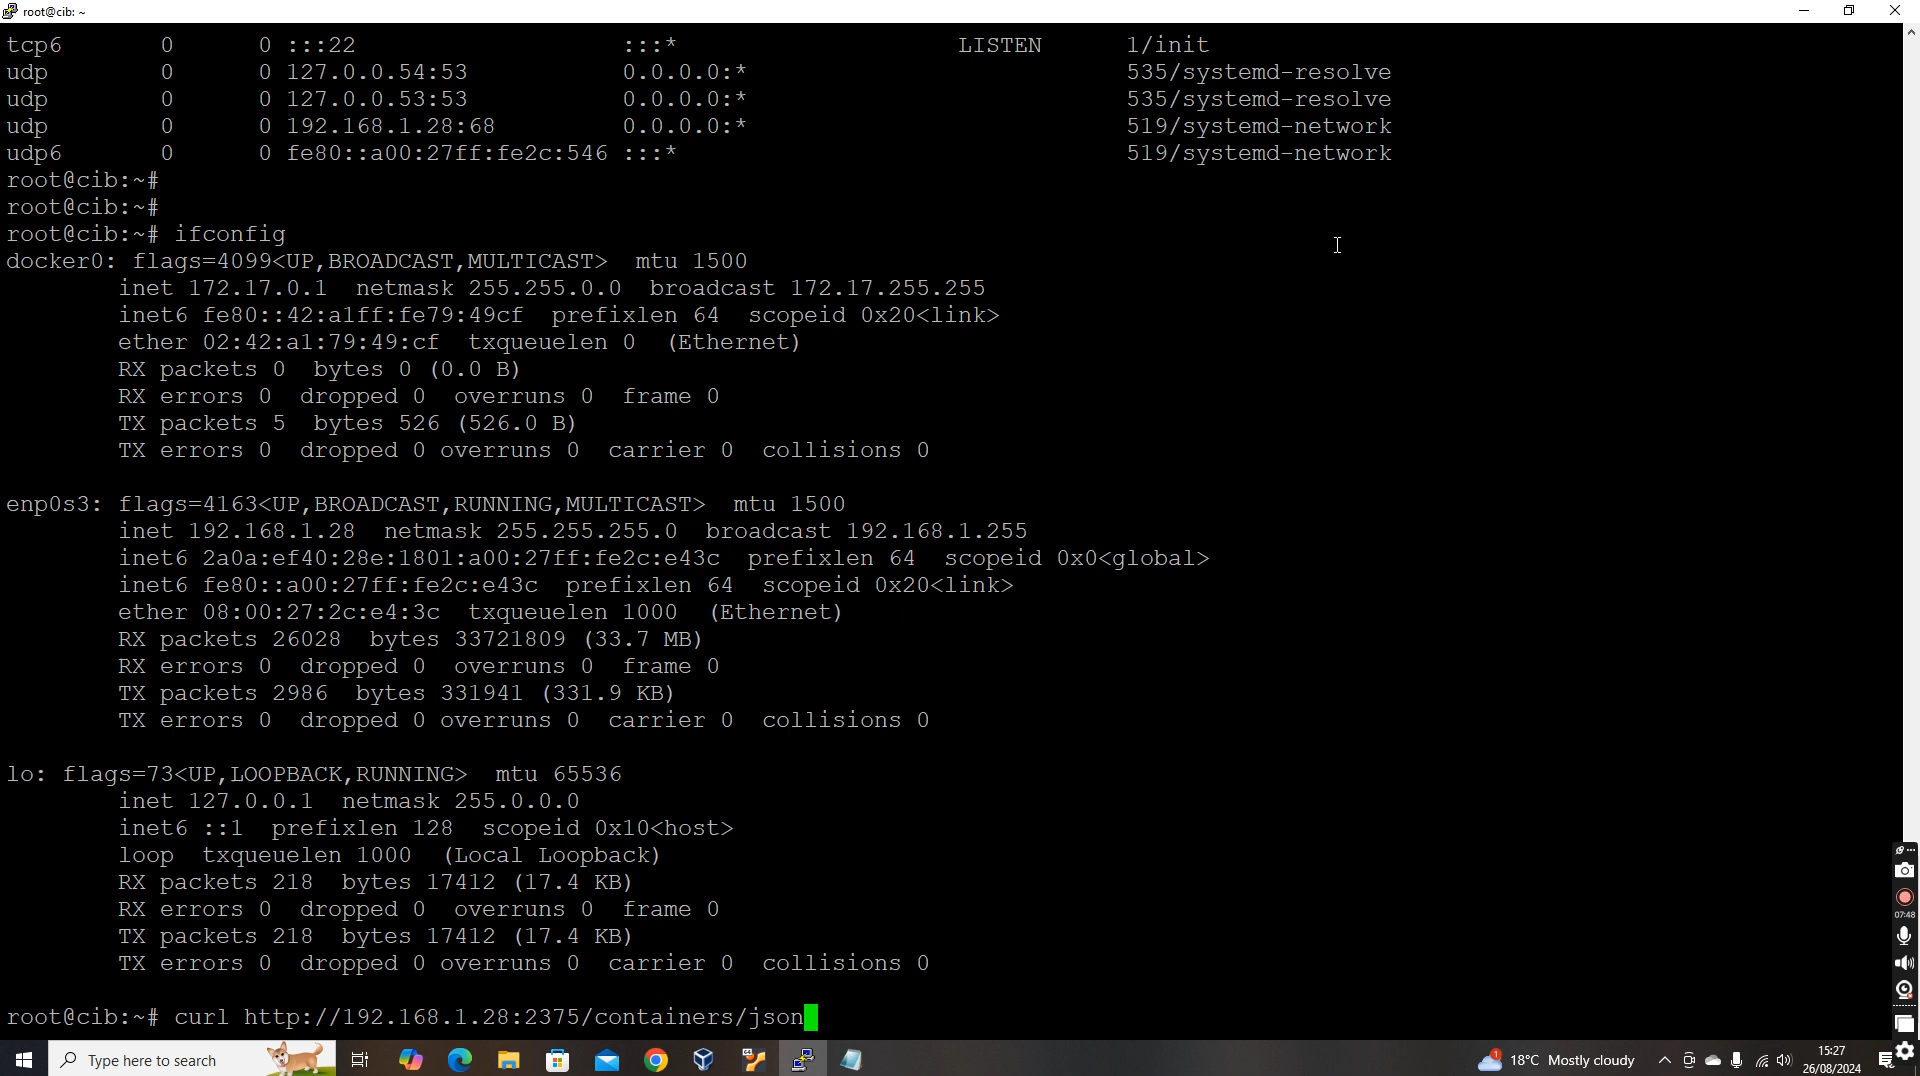 root@cib: ~
tcp6       0      0 :::22                   :::*                    LISTEN      1/init
udp        0      0 127.0.0.54:53           0.0.0.0:*                           535/systemd-resolve
udp        0      0 127.0.0.53:53           0.0.0.0:*                           535/systemd-resolve
udp        0      0 192.168.1.28:68         0.0.0.0:*                           519/systemd-network
udp6       0      0 fe80::a00:27ff:fe2c:546 :::*                                519/systemd-network
root@cib:~#
root@cib:~#
root@cib:~# ifconfig
docker0: flags=4099<UP,BROADCAST,MULTICAST>  mtu 1500
        inet 172.17.0.1  netmask 255.255.0.0  broadcast 172.17.255.255
        inet6 fe80::42:a1ff:fe79:49cf  prefixlen 64  scopeid 0x20<link>
        ether 02:42:a1:79:49:cf  txqueuelen 0  (Ethernet)
        RX packets 0  bytes 0 (0.0 B)
        RX errors 0  dropped 0  overruns 0  frame 0
        TX packets 5  bytes 526 (526.0 B)
        TX errors 0  dropped 0 overruns 0  carrier 0  collisions 0
enp0s3: flags=4163<UP,BROADCAST,RUNNING,MULTICAST>  mtu 1500
        inet 192.168.1.28  netmask 255.255.255.0  broadcast 192.168.1.255
        inet6 2a0a:ef40:28e:1801:a00:27ff:fe2c:e43c  prefixlen 64  scopeid 0x0<global>
        inet6 fe80::a00:27ff:fe2c:e43c  prefixlen 64  scopeid 0x20<link>
        ether 08:00:27:2c:e4:3c  txqueuelen 1000  (Ethernet)
        RX packets 26028  bytes 33721809 (33.7 MB)
        RX errors 0  dropped 0  overruns 0  frame 0
        TX packets 2986  bytes 331941 (331.9 KB)
        TX errors 0  dropped 0 overruns 0  carrier 0  collisions 0
lo: flags=73<UP,LOOPBACK,RUNNING>  mtu 65536
        inet 127.0.0.1  netmask 255.0.0.0
        inet6 ::1  prefixlen 128  scopeid 0x10<host>
        loop  txqueuelen 1000  (Local Loopback)
        RX packets 218  bytes 17412 (17.4 KB)
        RX errors 0  dropped 0  overruns 0  frame 0
        TX packets 218  bytes 17412 (17.4 KB)
        TX errors 0  dropped 0 overruns 0  carrier 0  collisions 0
root@cib:~# curl http://192.168.1.28:2375/containers/json
07:48
Type here to search
1
18°C  Mostly cloudy
15:27
26/08/2024